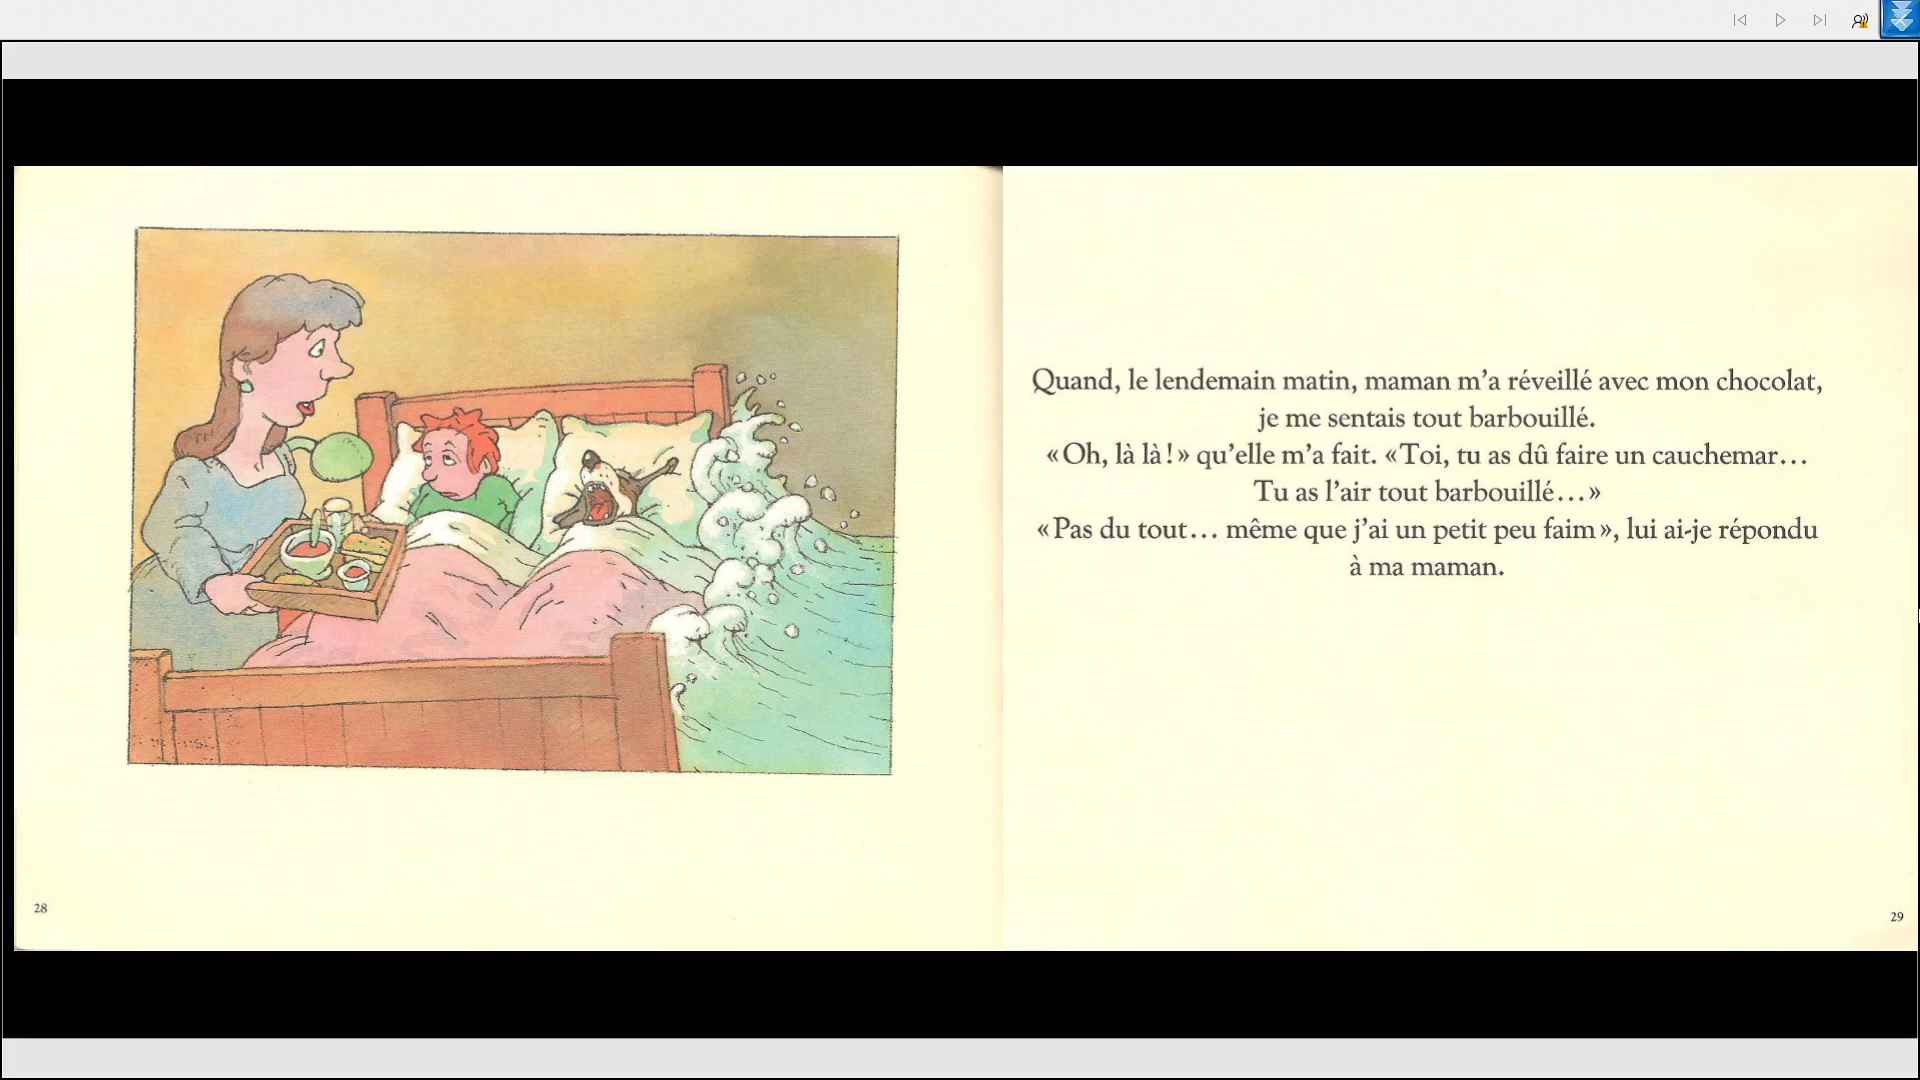 Quand, le lendemain matin, maman m’a réveillé avec mon chocolat,
je me sentais tout barbouillé.
«Oh, là là!» qu’elle m’a fait. «Toi, tu as dû faire un cauchemar…
Tu as l’air tout barbouillé…»
«Pas du tout… même que j’ai un petit peu faim», lui ai-je répondu
à ma maman.
28
29